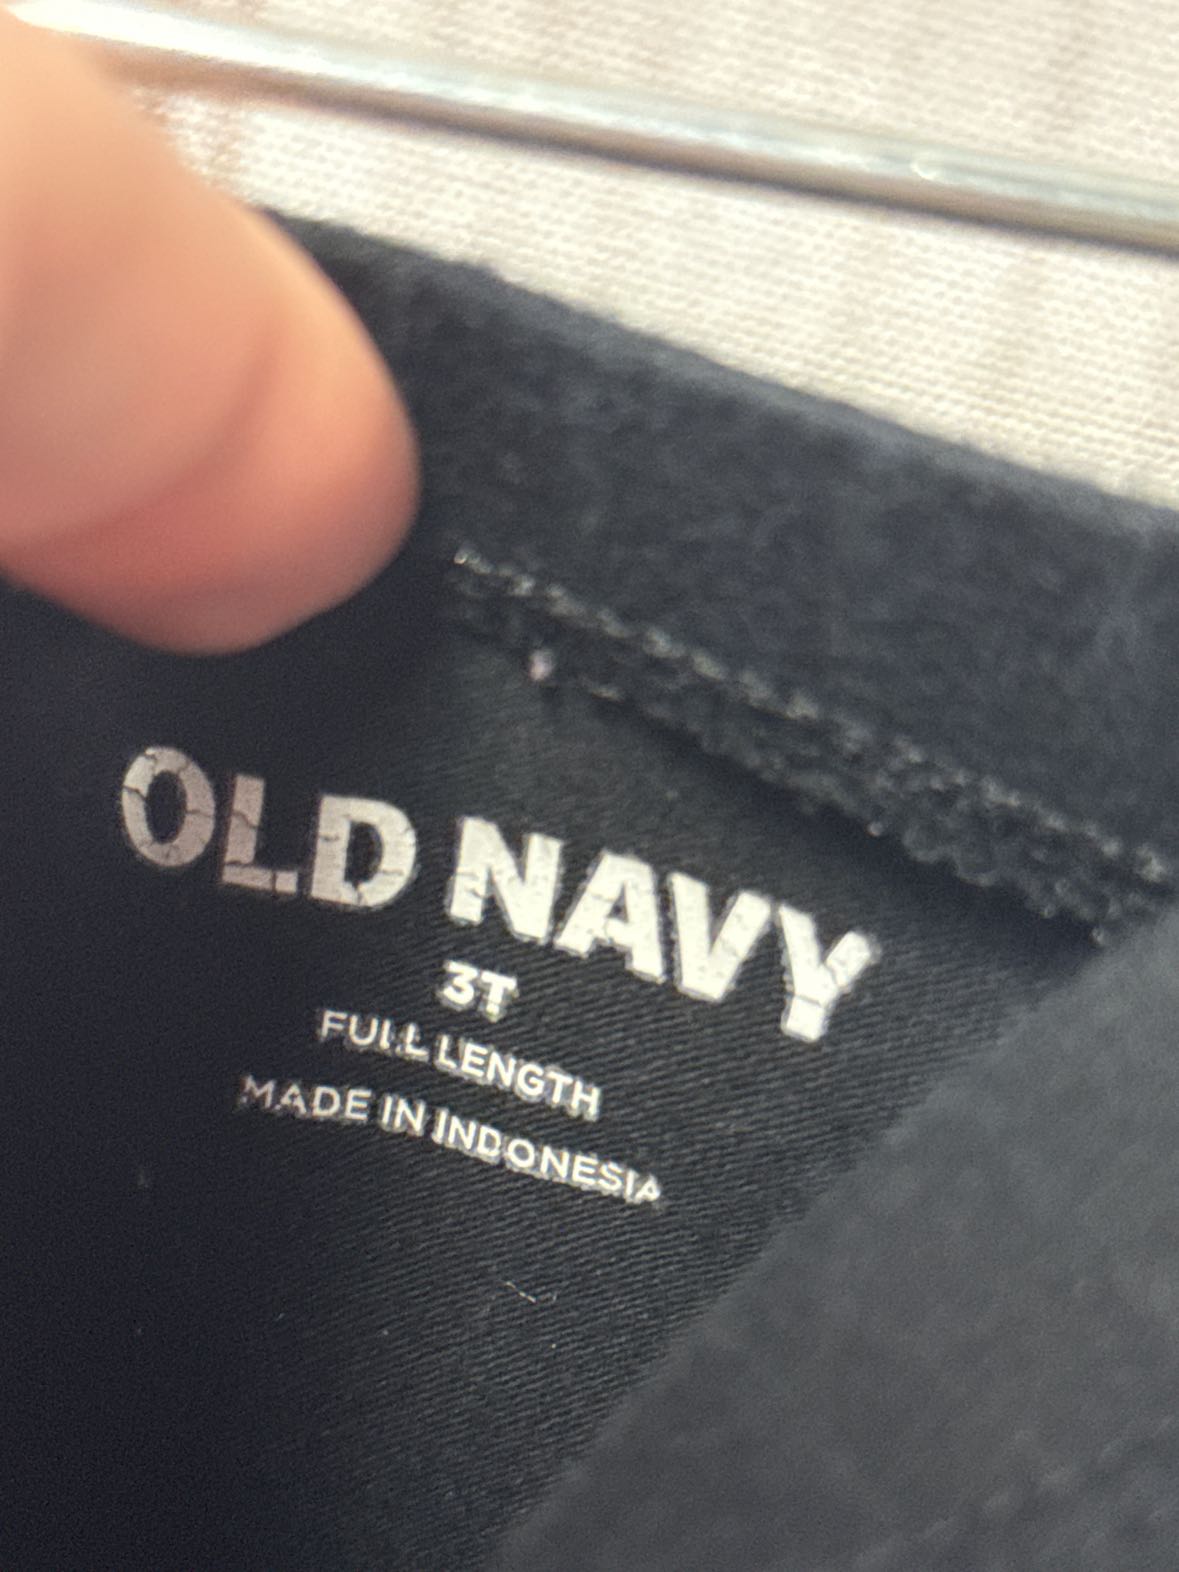 OLD NAVY
3T
FULL LENGTH
MADE IN INDONESIA